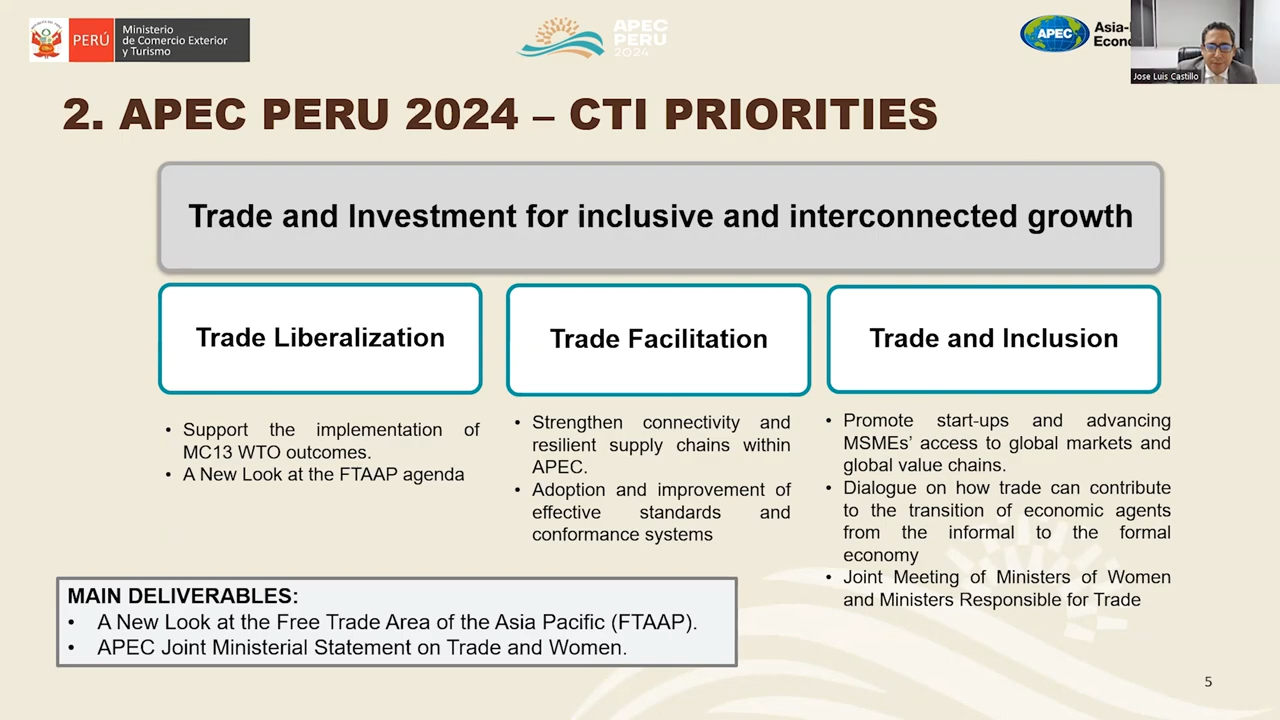 PERÚ
Ministerio
de Comercio Exterior
y Turismo
APEC
PERU
2024
APEC
Asia-
Econo
Jose Luis Castillo
2. APEC PERU 2024 – CTI PRIORITIES
Trade and Investment for inclusive and interconnected growth
Trade Liberalization
• Support the implementation of
MC13 WTO outcomes.
• A New Look at the FTAAP agenda
Trade Facilitation
• Strengthen connectivity and
resilient supply chains within
APEC.
• Adoption and improvement of
effective standards and
conformance systems
Trade and Inclusion
• Promote start-ups and advancing
MSMEs' access to global markets and
global value chains.
• Dialogue on how trade can contribute
to the transition of economic agents
from the informal to the formal
economy
• Joint Meeting of Ministers of Women
and Ministers Responsible for Trade
MAIN DELIVERABLES:
• A New Look at the Free Trade Area of the Asia Pacific (FTAAP).
• APEC Joint Ministerial Statement on Trade and Women.
5